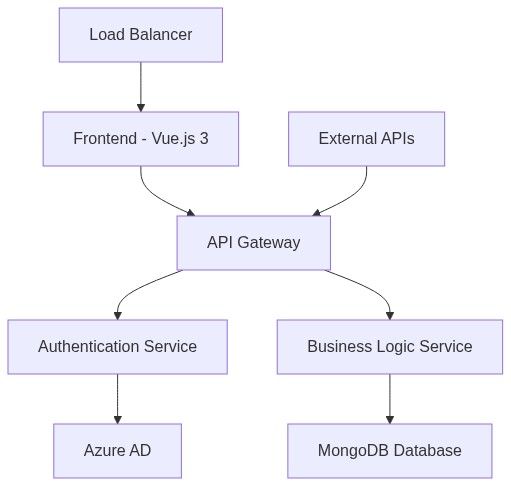 Load Balancer
Frontend - Vue.js 3
External APIs
API Gateway
Authentication Service
Business Logic Service
Azure AD
MongoDB Database